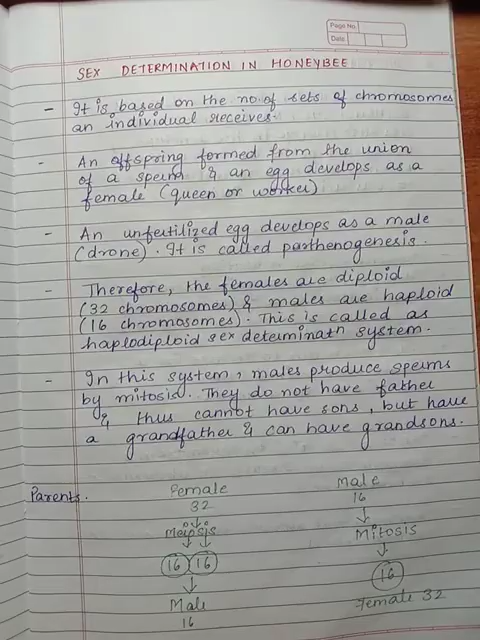 Page No.
Date
SEX DETERMINATION IN HONEYBEE
- It is based on the no. of sets of chromosomes
an individual receives.
- An offspring formed from the union
of a sperm & an egg develops as a
female (queen or worker)
- An unfertilized egg develops as a male
(drone). It is called parthenogenesis.
- Therefore, the females are diploid
(32 chromosomes) & males are haploid
(16 chromosomes). This is called as
haplodiploid sex determinatn system.
- In this system, males produce sperms
by mitosis. They do not have father
& thus cannot have sons, but have
a grandfather & can have grandsons.
Parents. Female Male
32 16
Meiosis Mitosis
16 16 16
Male Female 32
16